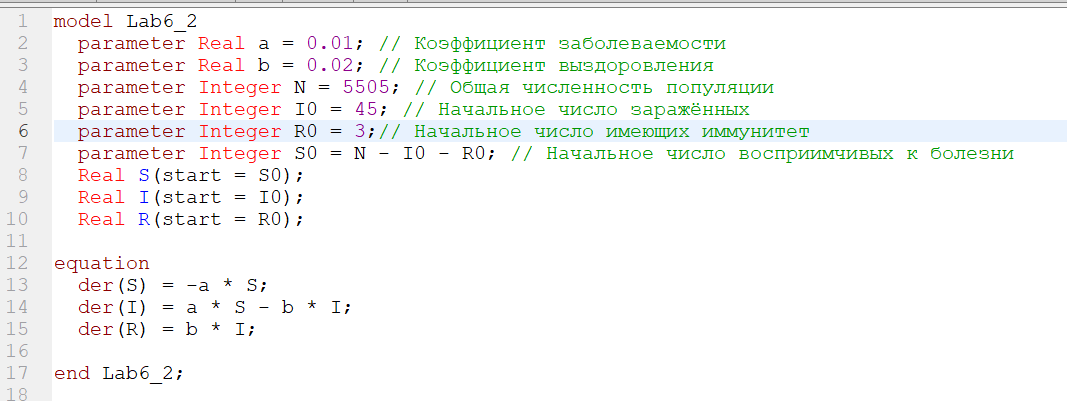 1 model Lab6_2
2 parameter Real a = 0.01; // Коэффициент заболеваемости
3 parameter Real b = 0.02; // Коэффициент выздоровления
4 parameter Integer N = 5505; // Общая численность популяции
5 parameter Integer I0 = 45; // Начальное число заражённых
6 parameter Integer R0 = 3;// Начальное число имеющих иммунитет
7 parameter Integer S0 = N - I0 - R0; // Начальное число восприимчивых к болезни
8 Real S(start = S0);
9 Real I(start = I0);
10 Real R(start = R0);
11
12 equation
13 der(S) = -a * S;
14 der(I) = a * S - b * I;
15 der(R) = b * I;
16
17 end Lab6_2;
18